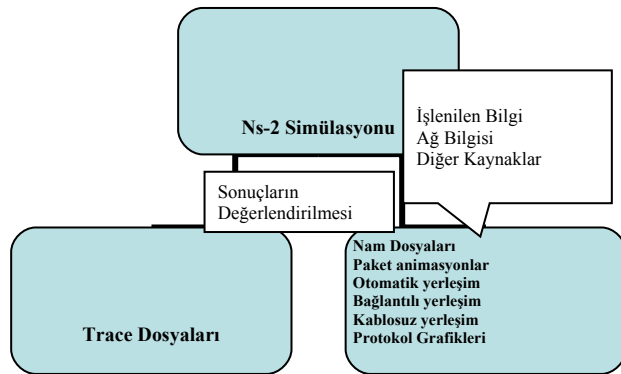 Ns-2 Simülasyonu
İşlenilen Bilgi
Ağ Bilgisi
Diğer Kaynaklar
Sonuçların
Değerlendirilmesi
Trace Dosyaları
Nam Dosyaları
Paket animasyonlar
Otomatik yerleşim
Bağlantılı yerleşim
Kablosuz yerleşim
Protokol Grafikleri